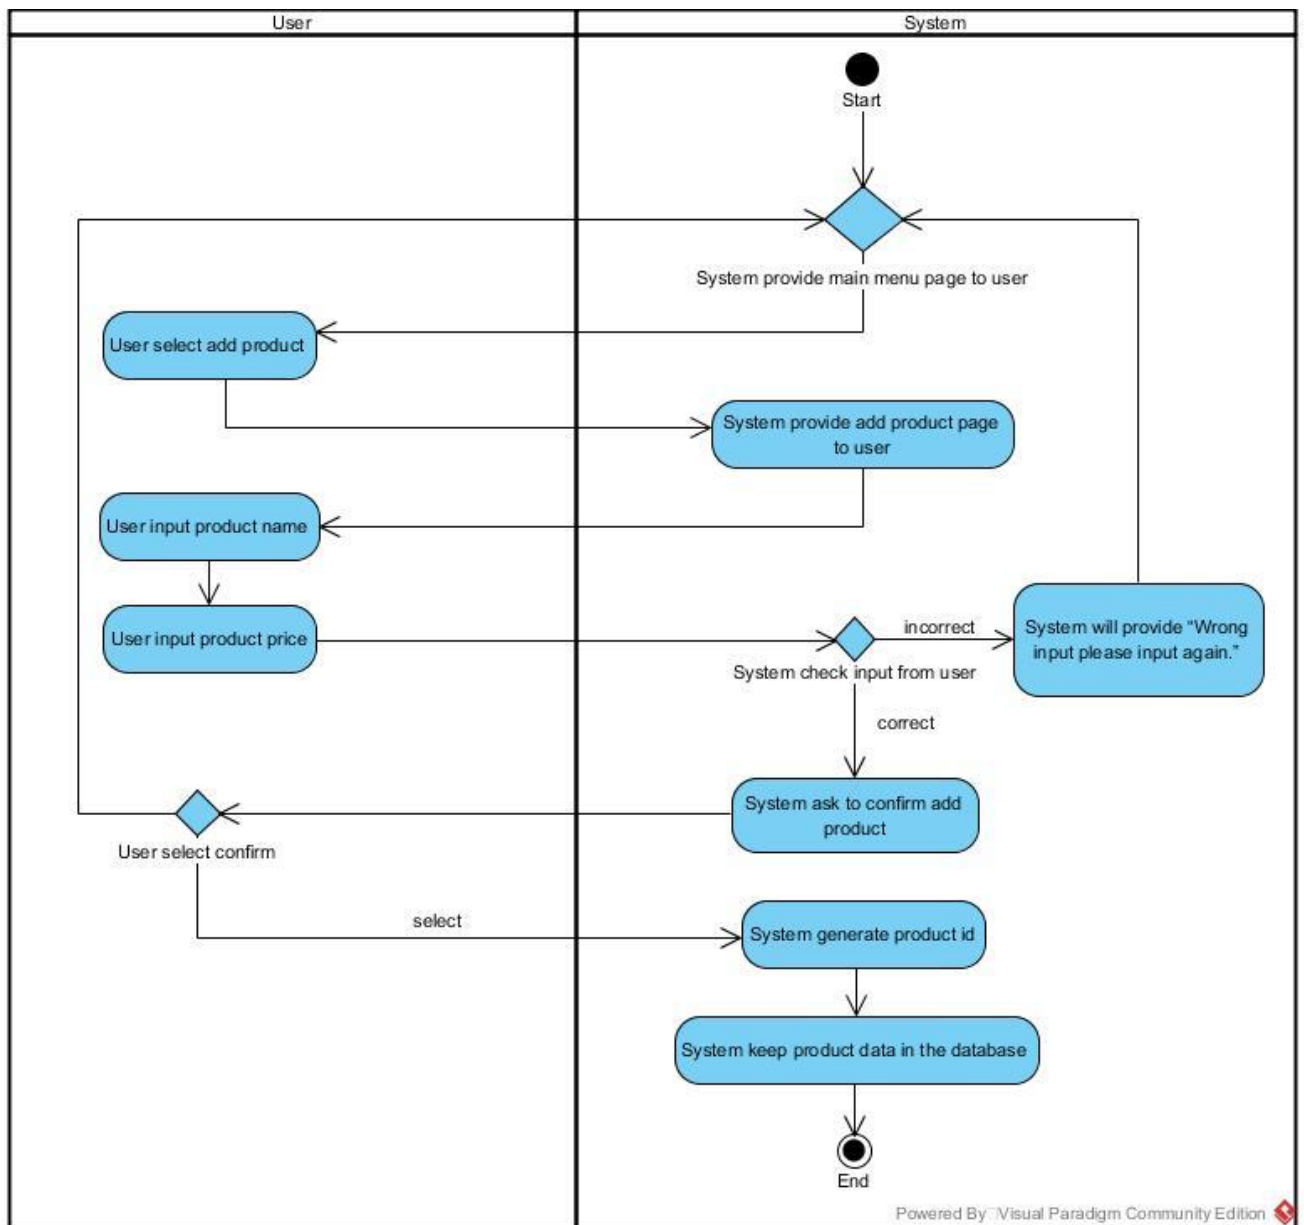 User
System
Start
System provide main menu page to user
User select add product
System provide add product page
to user
User input product name
User input product price
incorrect
System will provide “Wrong
input please input again.”
System check input from user
correct
System ask to confirm add
product
User select confirm
select
System generate product id
System keep product data in the database
End
Powered By Visual Paradigm Community Edition